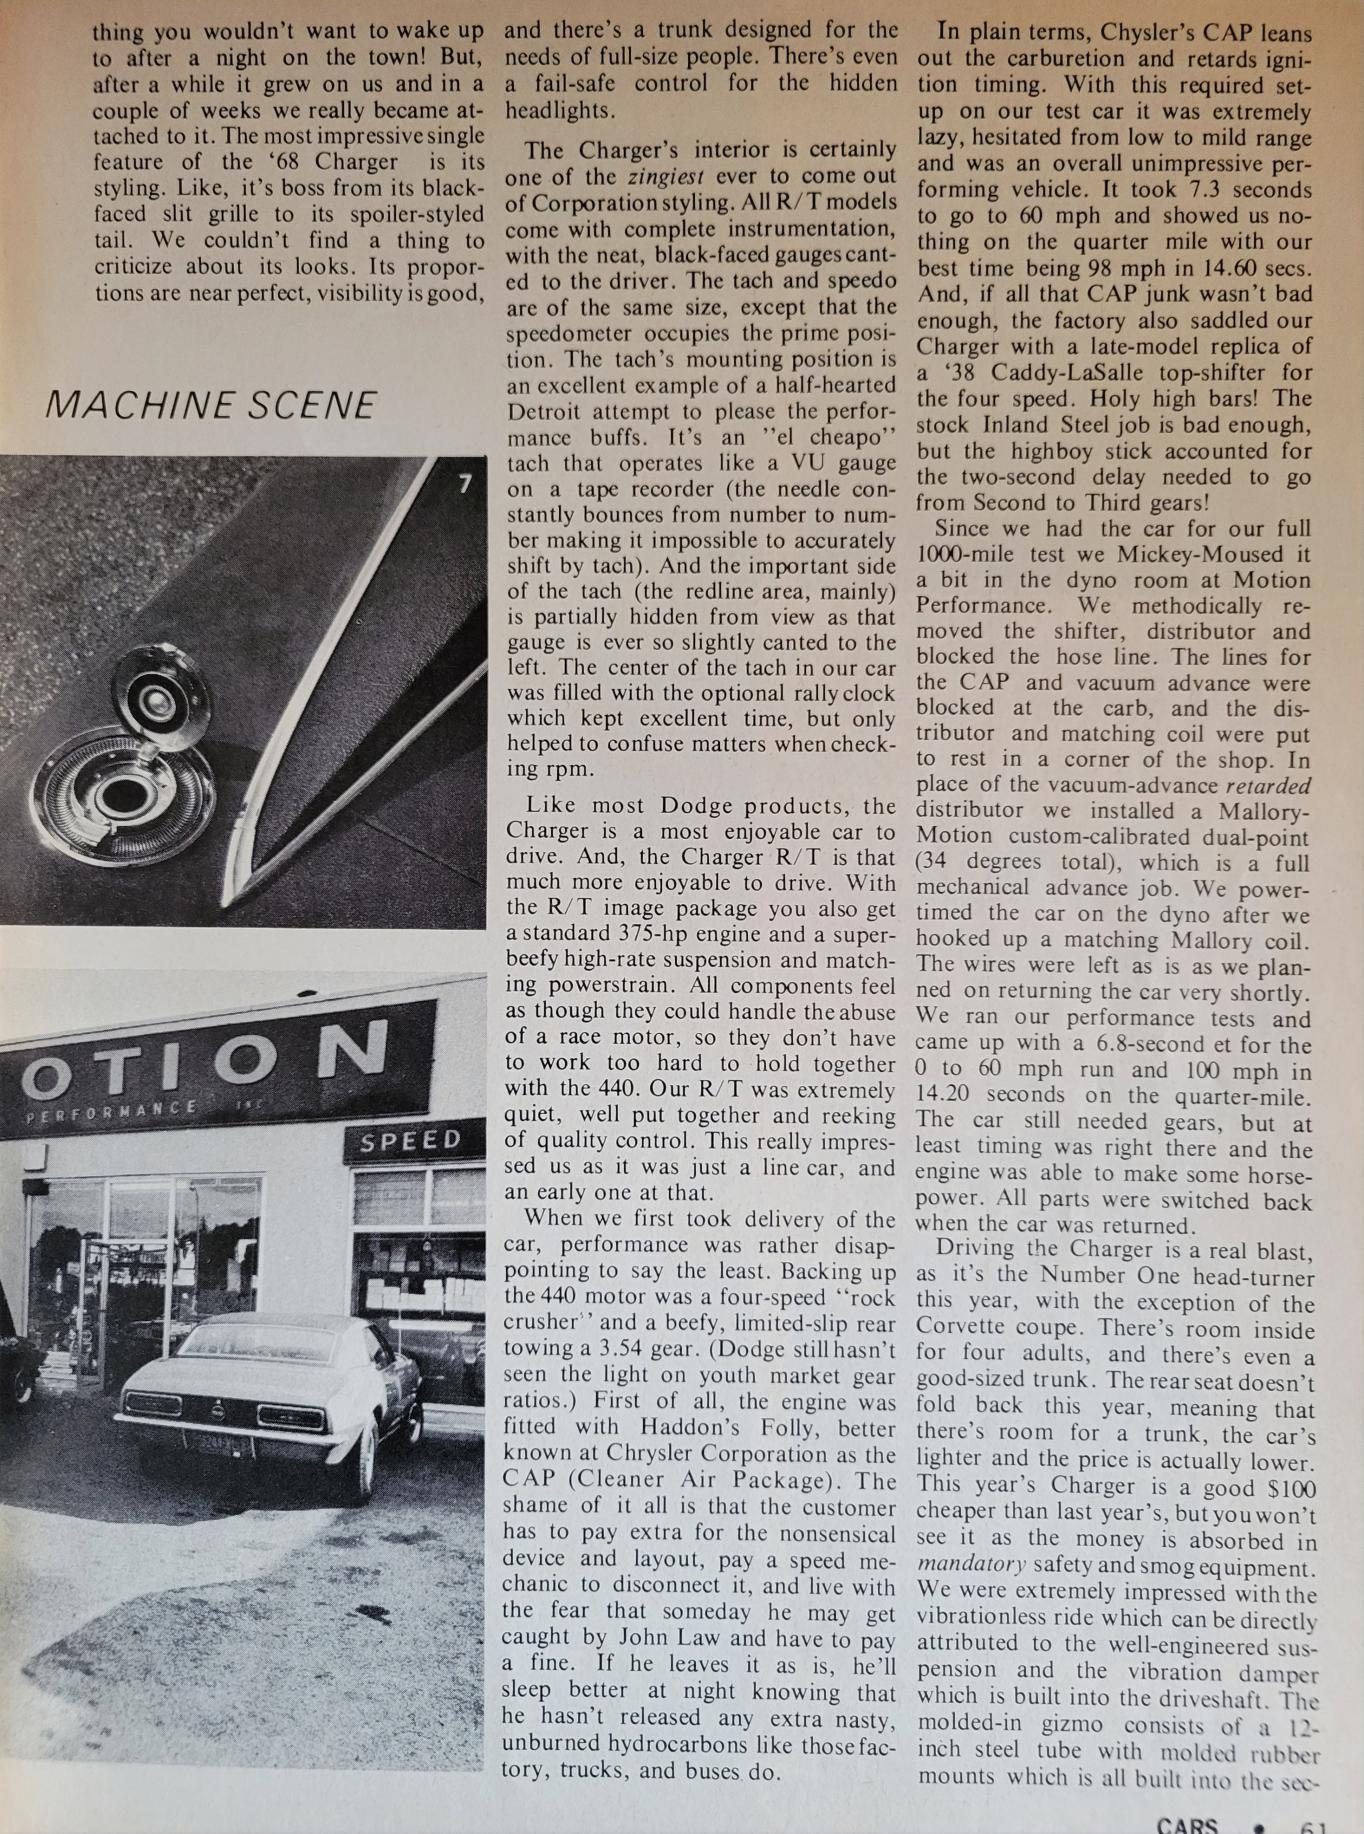 thing you wouldn't want to wake up
to after a night on the town! But,
after a while it grew on us and in a
couple of weeks we really became at-
tached to it. The most impressive single
feature of the ‘68 Charger is its
styling. Like, it's boss from its black-
faced slit grille to its spoiler-styled
tail. We couldn't find a thing to
criticize about its looks. Its propor-
tions are near perfect, visibility is good,
MACHINE SCENE
7
OTION
PERFORMANCE INC
SPEED
and there's a trunk designed for the
needs of full-size people. There's even
a fail-safe control for the hidden
headlights.
The Charger's interior is certainly
one of the zingiest ever to come out
of Corporation styling. All R/T models
come with complete instrumentation,
with the neat, black-faced gauges cant-
ed to the driver. The tach and speedo
are of the same size, except that the
speedometer occupies the prime posi-
tion. The tach's mounting position is
an excellent example of a half-hearted
Detroit attempt to please the perfor-
mance buffs. It's an ”el cheapo”
tach that operates like a VU gauge
on a tape recorder (the needle con-
stantly bounces from number to num-
ber making it impossible to accurately
shift by tach). And the important side
of the tach (the redline area, mainly)
is partially hidden from view as that
gauge is ever so slightly canted to the
left. The center of the tach in our car
was filled with the optional rally clock
which kept excellent time, but only
helped to confuse matters when check-
ing rpm.
Like most Dodge products, the
Charger is a most enjoyable car to
drive. And, the Charger R/T is that
much more enjoyable to drive. With
the R/T image package you also get
a standard 375-hp engine and a super-
beefy high-rate suspension and match-
ing powerstrain. All components feel
as though they could handle the abuse
of a race motor, so they don't have
to work too hard to hold together
with the 440. Our R/T was extremely
quiet, well put together and reeking
of quality control. This really impres-
sed us as it was just a line car, and
an early one at that.
When we first took delivery of the
car, performance was rather disap-
pointing to say the least. Backing up
the 440 motor was a four-speed “rock
crusher” and a beefy, limited-slip rear
towing a 3.54 gear. (Dodge still hasn't
seen the light on youth market gear
ratios.) First of all, the engine was
fitted with Haddon's Folly, better
known at Chrysler Corporation as the
CAP (Cleaner Air Package). The
shame of it all is that the customer
has to pay extra for the nonsensical
device and layout, pay a speed me-
chanic to disconnect it, and live with
the fear that someday he may get
caught by John Law and have to pay
a fine. If he leaves it as is, he'll
sleep better at night knowing that
he hasn't released any extra nasty,
unburned hydrocarbons like those fac-
tory, trucks, and buses do.
In plain terms, Chysler's CAP leans
out the carburetion and retards igni-
tion timing. With this required set-
up on our test car it was extremely
lazy, hesitated from low to mild range
and was an overall unimpressive per-
forming vehicle. It took 7.3 seconds
to go to 60 mph and showed us no-
thing on the quarter mile with our
best time being 98 mph in 14.60 secs.
And, if all that CAP junk wasn't bad
enough, the factory also saddled our
Charger with a late-model replica of
a ‘38 Caddy-LaSalle top-shifter for
the four speed. Holy high bars! The
stock Inland Steel job is bad enough,
but the highboy stick accounted for
the two-second delay needed to go
from Second to Third gears!
Since we had the car for our full
1000-mile test we Mickey-Moused it
a bit in the dyno room at Motion
Performance. We methodically re-
moved the shifter, distributor and
blocked the hose line. The lines for
the CAP and vacuum advance were
blocked at the carb, and the dis-
tributor and matching coil were put
to rest in a corner of the shop. In
place of the vacuum-advance retarded
distributor we installed a Mallory-
Motion custom-calibrated dual-point
(34 degrees total), which is a full
mechanical advance job. We power-
timed the car on the dyno after we
hooked up a matching Mallory coil.
The wires were left as is as we plan-
ned on returning the car very shortly.
We ran our performance tests and
came up with a 6.8-second et for the
0 to 60 mph run and 100 mph in
14.20 seconds on the quarter-mile.
The car still needed gears, but at
least timing was right there and the
engine was able to make some horse-
power. All parts were switched back
when the car was returned.
Driving the Charger is a real blast,
as it's the Number One head-turner
this year, with the exception of the
Corvette coupe. There's room inside
for four adults, and there's even a
good-sized trunk. The rear seat doesn't
fold back this year, meaning that
there's room for a trunk, the car's
lighter and the price is actually lower.
This year's Charger is a good $100
cheaper than last year's, but you won't
see it as the money is absorbed in
mandatory safety and smog equipment.
We were extremely impressed with the
vibrationless ride which can be directly
attributed to the well-engineered sus-
pension and the vibration damper
which is built into the driveshaft. The
molded-in gizmo consists of a 12-
inch steel tube with molded rubber
mounts which is all built into the sec-
CARS • 61